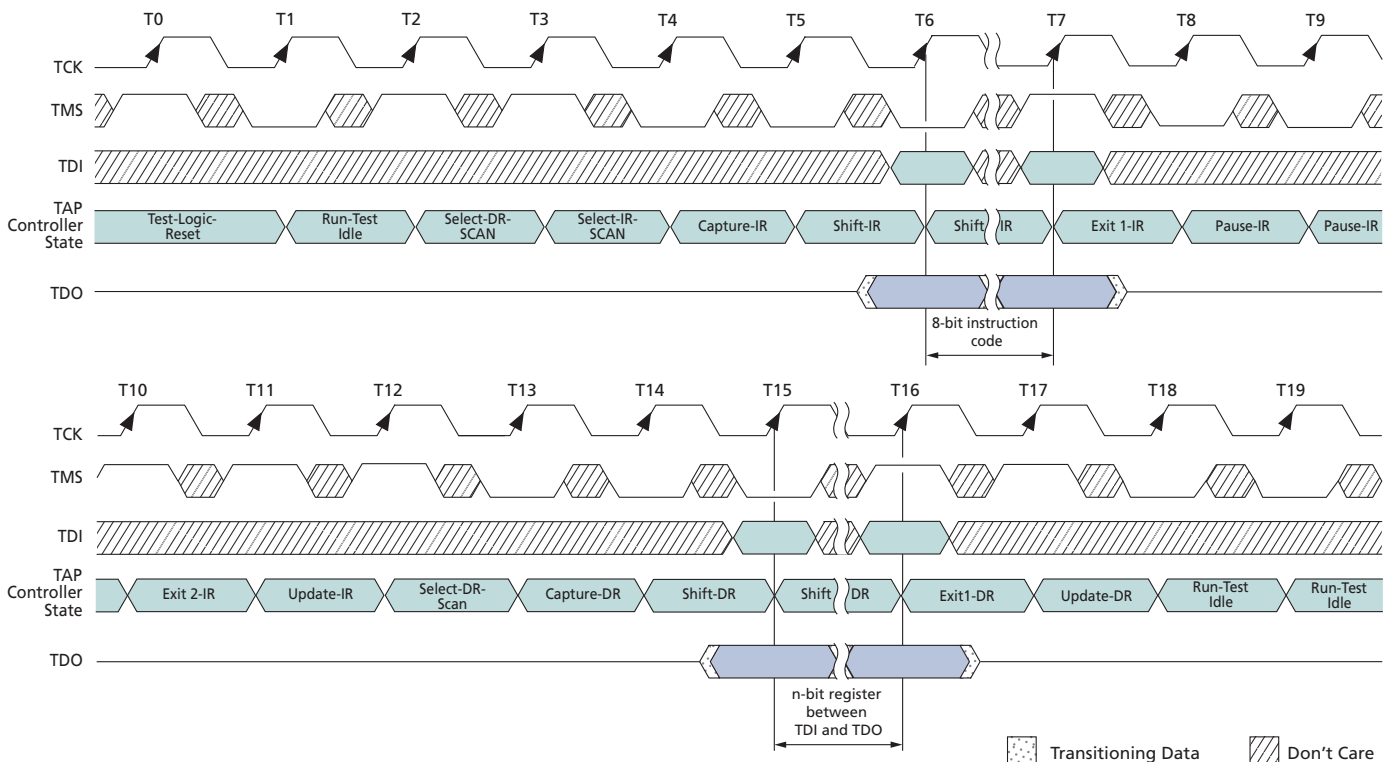 T0 T1 T2 T3 T4 T5 T6 T7 T8 T9
TCK
TMS
TDI
TAP
Controller
State
Test-Logic-
Reset
Run-Test
Idle
Select-DR-
SCAN
Select-IR-
SCAN
Capture-IR
Shift-IR
Shift IR
Exit 1-IR
Pause-IR
Pause-IR
TDO
8-bit instruction
code
T10 T11 T12 T13 T14 T15 T16 T17 T18 T19
TCK
TMS
TDI
TAP
Controller
State
Exit 2-IR
Update-IR
Select-DR-
Scan
Capture-DR
Shift-DR
Shift DR
Exit1-DR
Update-DR
Run-Test
Idle
Run-Test
Idle
TDO
n-bit register
between
TDI and TDO
Transitioning Data
Don't Care